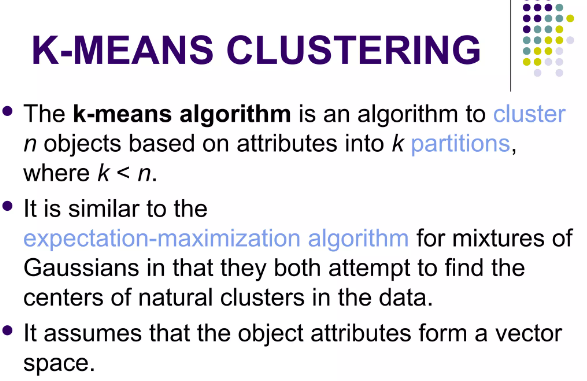 K-MEANS CLUSTERING
• The k-means algorithm is an algorithm to cluster
n objects based on attributes into k partitions,
where k < n.
• It is similar to the
expectation-maximization algorithm for mixtures of
Gaussians in that they both attempt to find the
centers of natural clusters in the data.
• It assumes that the object attributes form a vector
space.